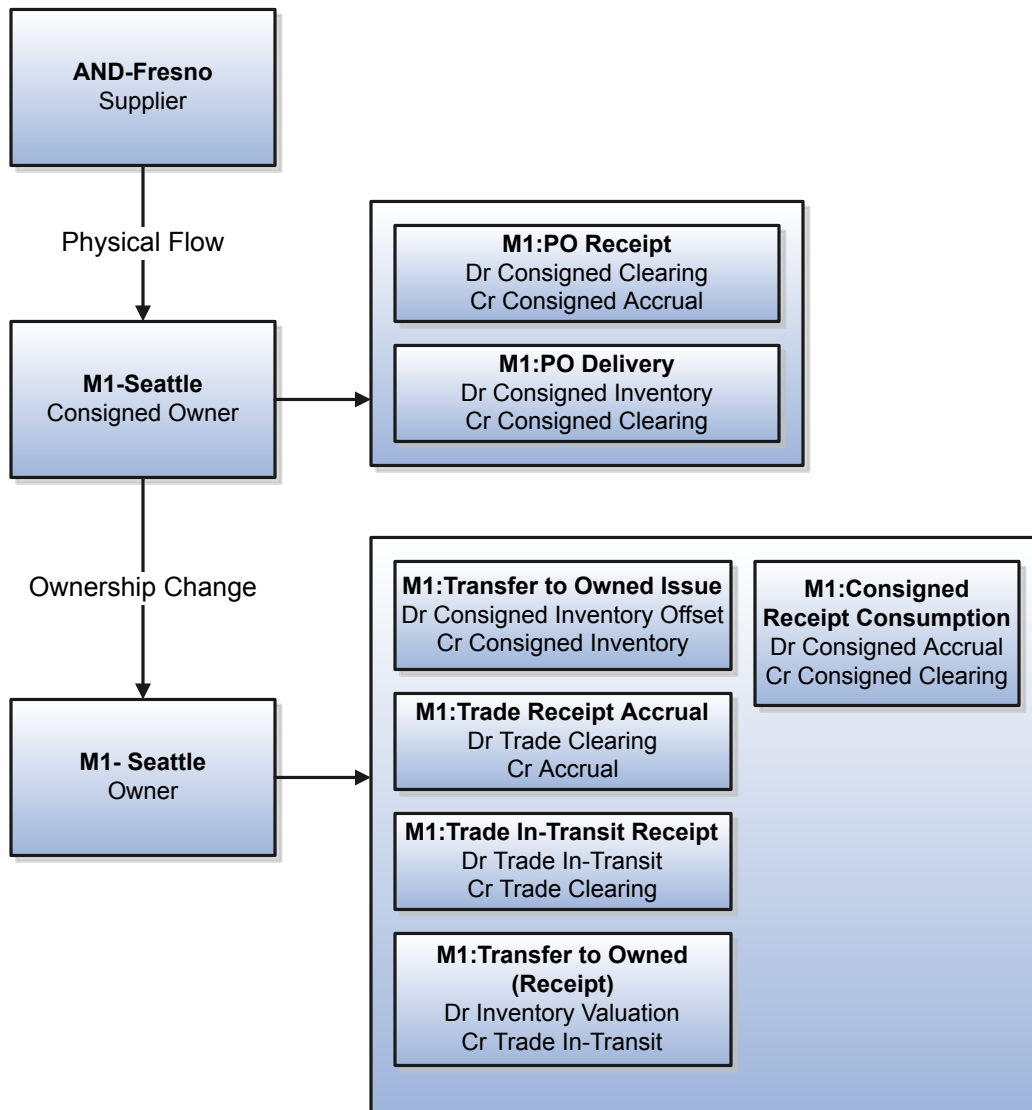 AND-Fresno
Supplier
Physical Flow
M1:PO Receipt
Dr Consigned Clearing
Cr Consigned Accrual
M1:PO Delivery
Dr Consigned Inventory
Cr Consigned Clearing
M1-Seattle
Consigned Owner
Ownership Change
M1:Transfer to Owned Issue
Dr Consigned Inventory Offset
Cr Consigned Inventory
M1:Consigned
Receipt Consumption
Dr Consigned Accrual
Cr Consigned Clearing
M1:Trade Receipt Accrual
Dr Trade Clearing
Cr Accrual
M1- Seattle
Owner
M1:Trade In-Transit Receipt
Dr Trade In-Transit
Cr Trade Clearing
M1:Transfer to Owned
(Receipt)
Dr Inventory Valuation
Cr Trade In-Transit